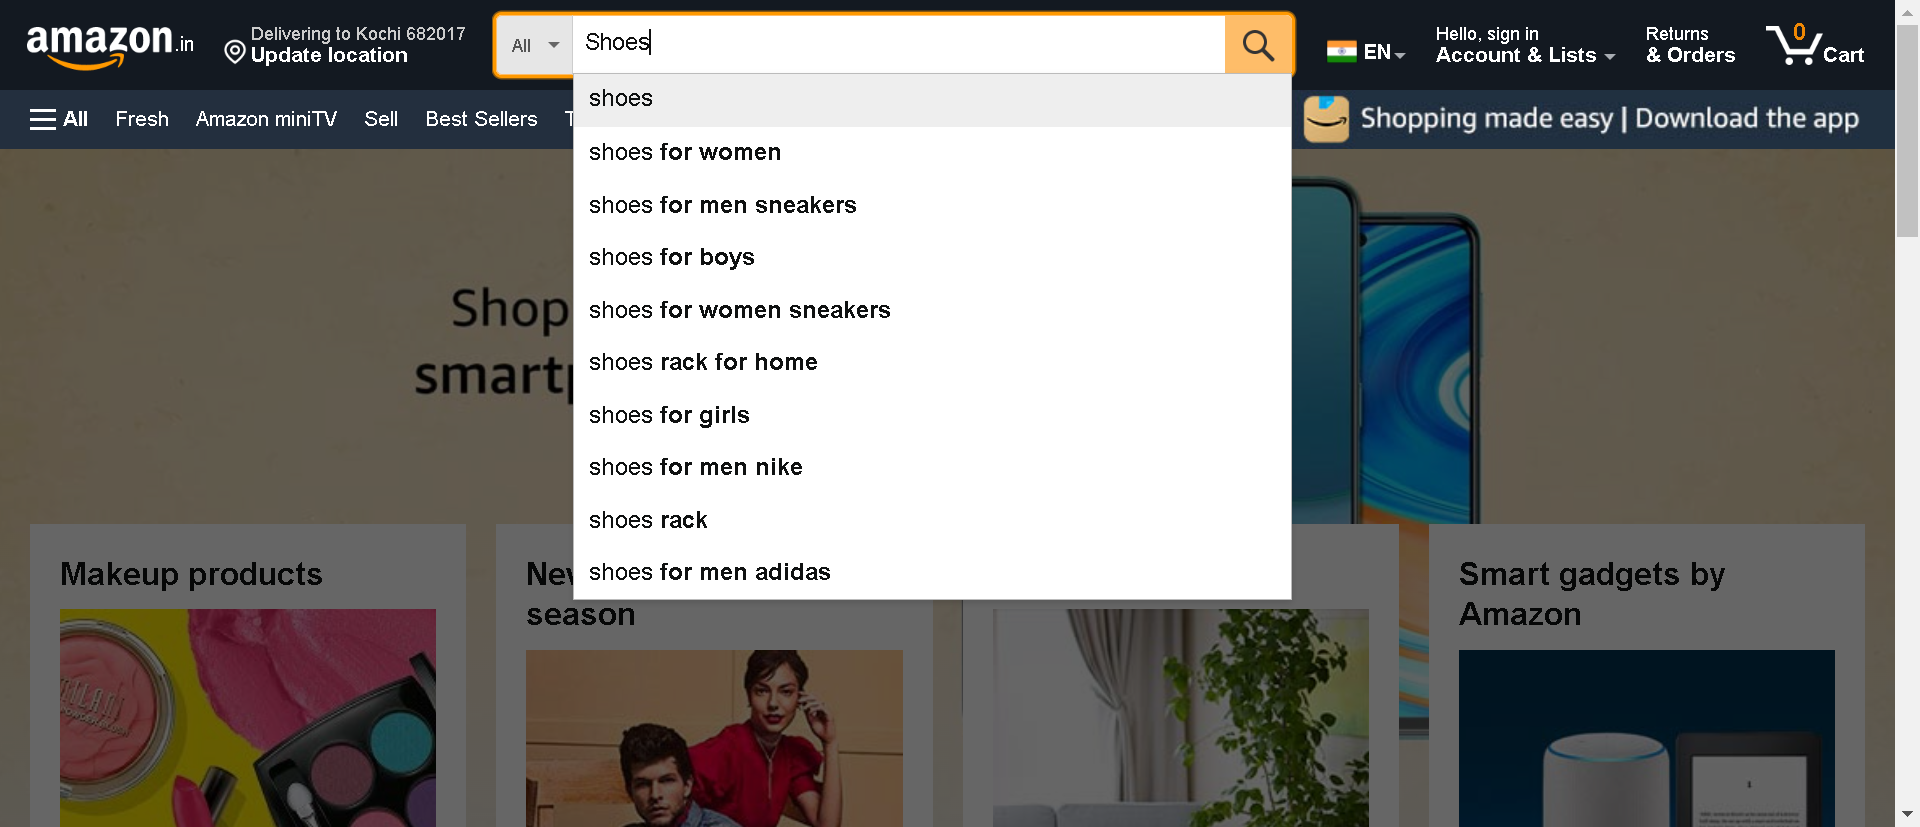 amazon.in
Delivering to Kochi 682017
Update location
All
Shoes
EN
Hello, sign in
Account & Lists
Returns
& Orders
0
Cart
All
Fresh
Amazon miniTV
Sell
Best Sellers
T
Shopping made easy | Download the app
shoes
shoes for women
shoes for men sneakers
shoes for boys
shoes for women sneakers
shoes rack for home
shoes for girls
shoes for men nike
shoes rack
shoes for men adidas
Shop
smart
Makeup products
season
Smart gadgets by
Amazon